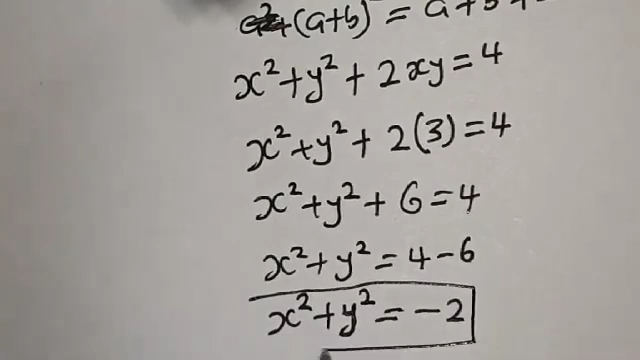 (a+b)² = a+b+
x²+y²+2xy=4
x²+y²+2(3)=4
x²+y²+6=4
x²+y²=4-6
x²+y²=-2